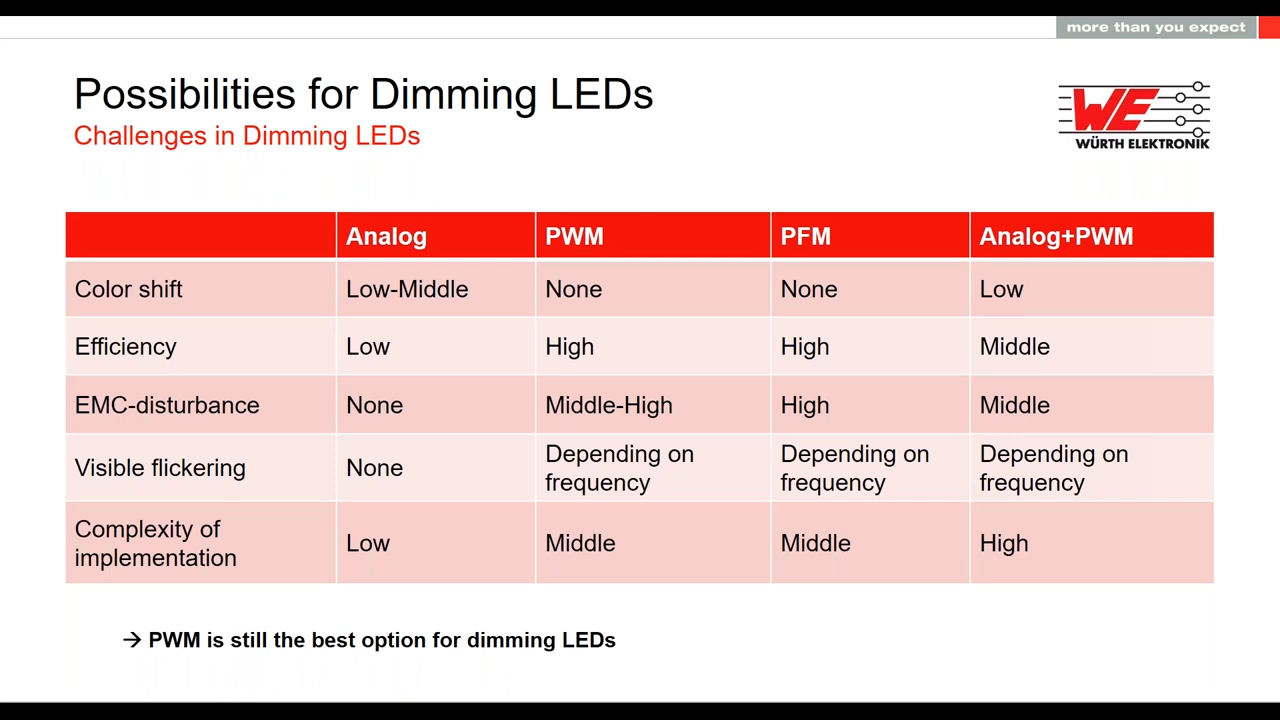 more than you expect
Possibilities for Dimming LEDs
Challenges in Dimming LEDs
WE
WÜRTH ELEKTRONIK
Analog PWM PFM Analog+PWM
Color shift Low-Middle None None Low
Efficiency Low High High Middle
EMC-disturbance None Middle-High High Middle
Visible flickering None Depending on frequency Depending on frequency Depending on frequency
Complexity of implementation Low Middle Middle High
→ PWM is still the best option for dimming LEDs